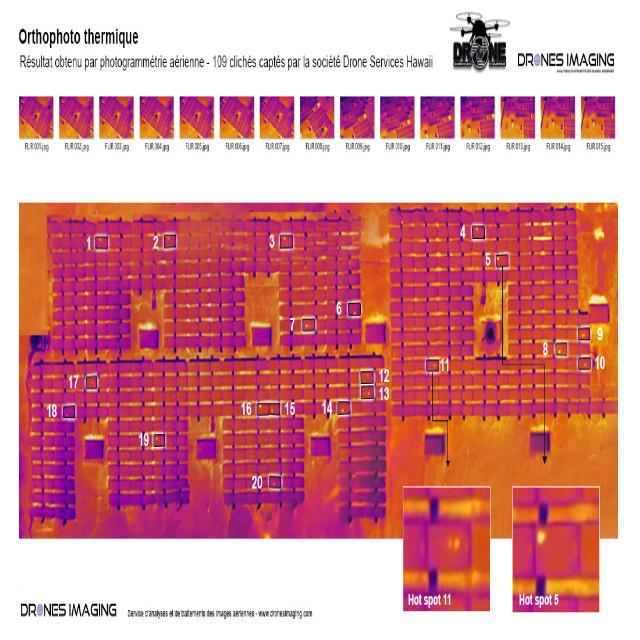 Orthophoto thermique
Résultat obtenu par photogrammétrie aérienne - 109 clichés captés par la société Drone Services Hawaii
DRONE
DRONES IMAGING
FLIR 001.jpg FLIR 002.jpg FLIR 003.jpg FLIR 004.jpg FLIR 005.jpg FLIR 006.jpg FLIR 007.jpg FLIR 008.jpg FLIR 009.jpg FLIR 010.jpg FLIR 011.jpg FLIR 012.jpg FLIR 013.jpg FLIR 014.jpg FLIR 015.jpg
1 2 3 4
5
6
7
8 9
10
11
12
13
14
15
16
17
18
19
20
Hot spot 11
Hot spot 5
DRONES IMAGING
Service d'analyses et de traitements des images aériennes - www.dronesimaging.com